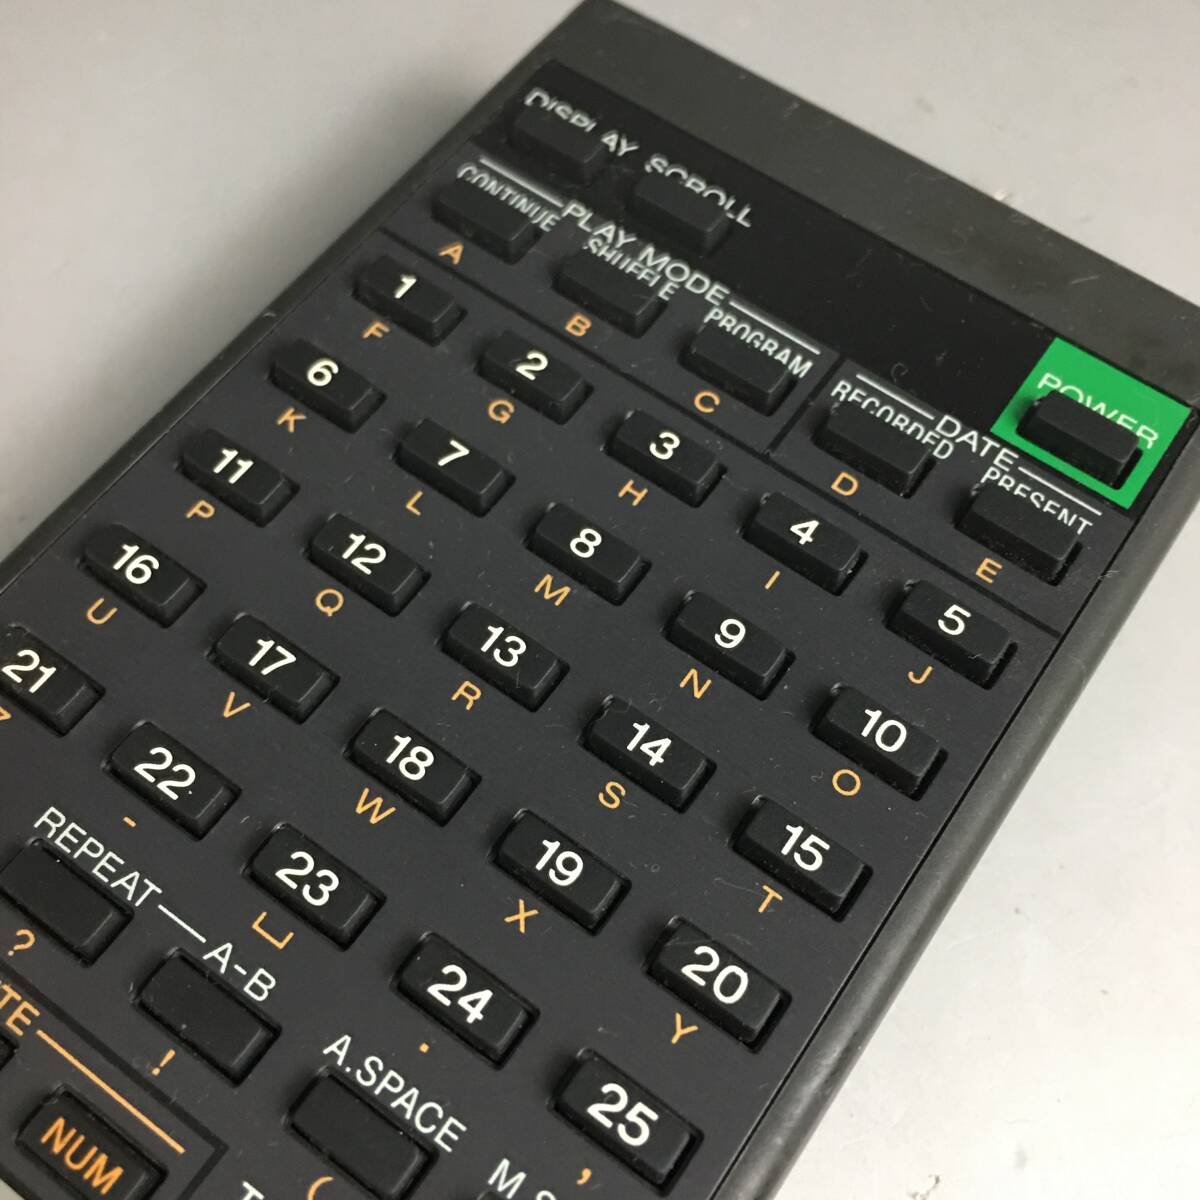 DISPLAY SCROLL
PLAY MODE
CONTINUE SHUFFLE PROGRAM
DATE
RECORDED PRESENT
POWER
A B C D E
1 2 3 4 5
F G H I J
6 7 8 9 10
K L M N O
11 12 13 14 15
P Q R S T
16 17 18 19 20
U V W X Y
21 22 23 24 25
Z - ␣ . ,
REPEAT A-B
? !
A.SPACE
(
NUM